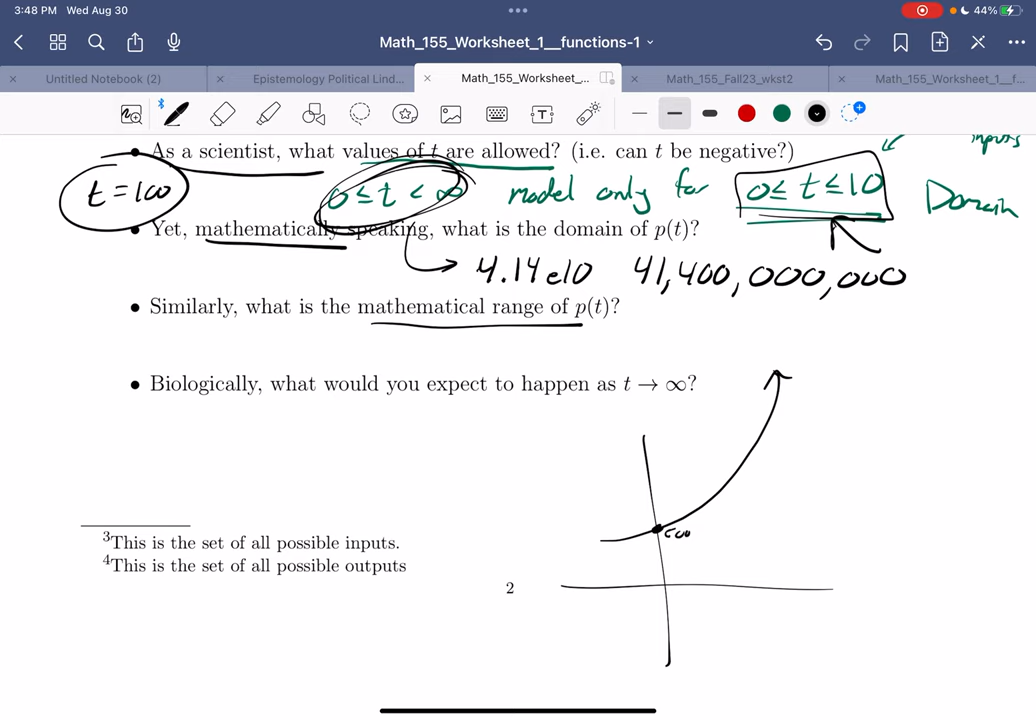 3:48 PM Wed Aug 30
44%
Math_155_Worksheet_1__functions-1
Untitled Notebook (2)
Epistemology Political Lind...
Math_155_Worksheet_...
Math_155_Fall23_wkst2
Math_155_Worksheet_1__f...
inputs
• As a scientist, what values of t are allowed? (i.e. can t be negative?)
t = 100
0 ≤ t < ∞ model only for 0 ≤ t ≤ 10 Domain
• Yet, mathematically speaking, what is the domain of p(t)?
4.14e10 41,400,000,000
• Similarly, what is the mathematical range of p(t)?
• Biologically, what would you expect to happen as t → ∞?
3This is the set of all possible inputs.
4This is the set of all possible outputs
2